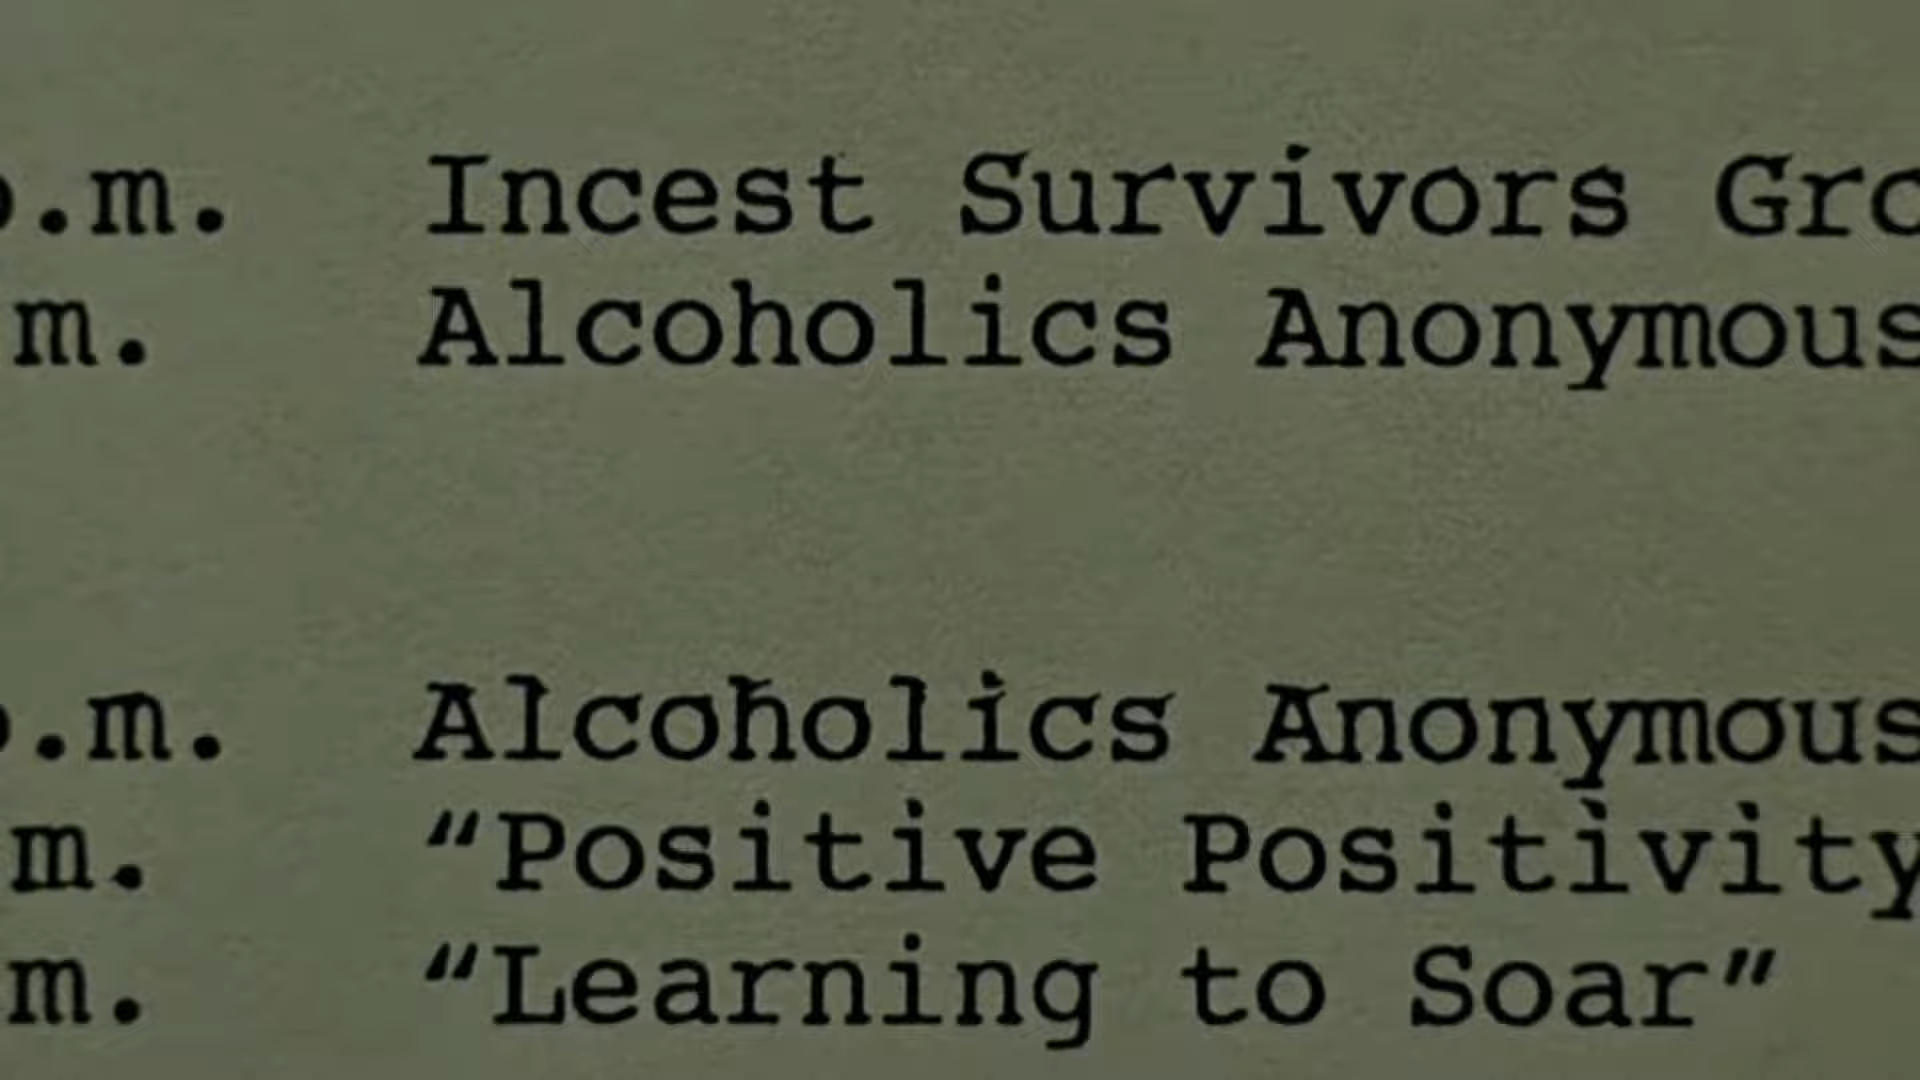 .m. Incest Survivors Gro
m. Alcoholics Anonymous
.m. Alcoholics Anonymous
m. “Positive Positivity
m. “Learning to Soar”